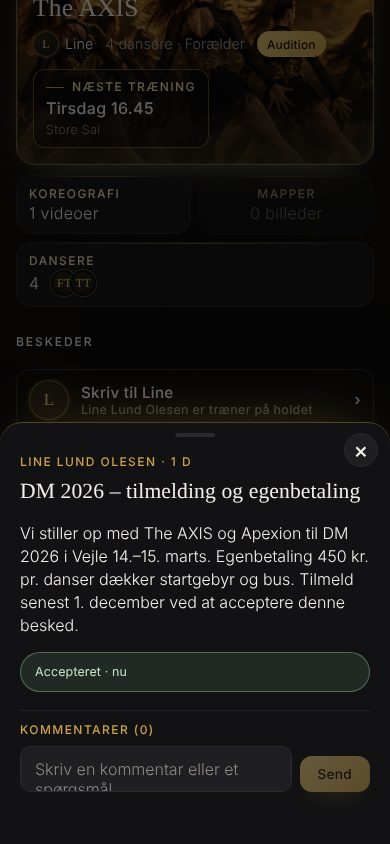 The AXIS
L Line 4 dansere · Forælder Audition
— NÆSTE TRÆNING
Tirsdag 16.45
Store Sal
KOREOGRAFI
1 videoer
MAPPER
0 billeder
DANSERE
4 FT TT
BESKEDER
L
Skriv til Line
Line Lund Olesen er træner på holdet
›
×
LINE LUND OLESEN · 1 D
DM 2026 – tilmelding og egenbetaling
Vi stiller op med The AXIS og Apexion til DM
2026 i Vejle 14.–15. marts. Egenbetaling 450 kr.
pr. danser dækker startgebyr og bus. Tilmeld
senest 1. december ved at acceptere denne
besked.
Accepteret · nu
KOMMENTARER (0)
Skriv en kommentar eller et
spørgsmål
Send